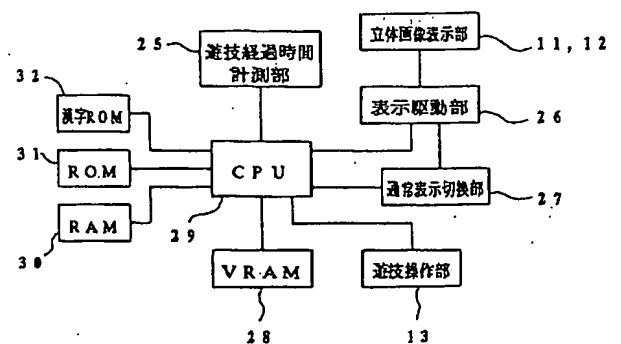 立体画像表示部
11,12
25
遊技経過時間
計測部
32
漢字ROM
表示駆動部
26
31
ROM
CPU
通常表示切換部
27
RAM
29
30
VRAM
遊技操作部
28
13